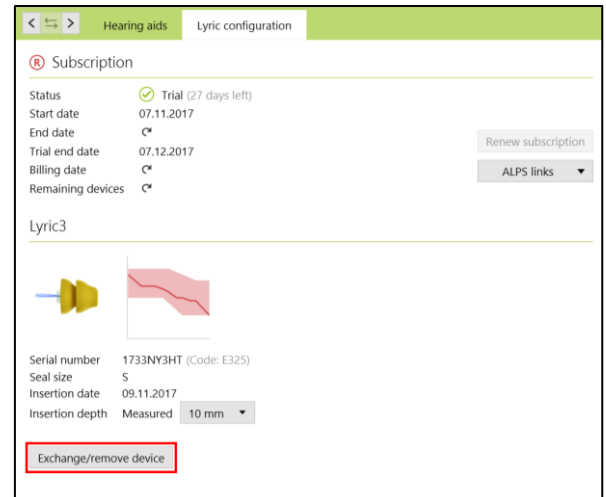 Hearing aids Lyric configuration
R Subscription
Status Trial (27 days left)
Start date 07.11.2017
End date
Trial end date 07.12.2017
Billing date
Remaining devices
Renew subscription
ALPS links
Lyric3
Serial number 1733NY3HT (Code: E325)
Seal size S
Insertion date 09.11.2017
Insertion depth Measured 10 mm
Exchange/remove device